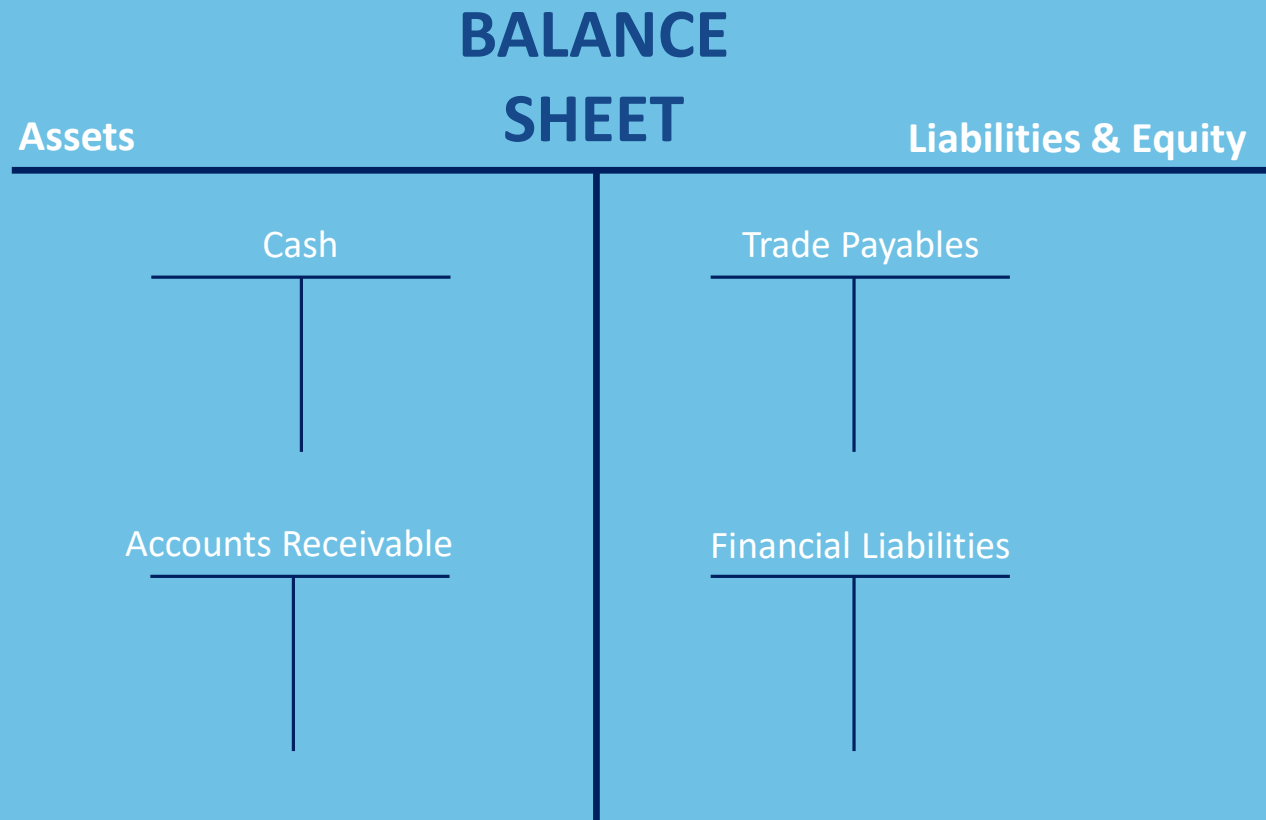 BALANCE
SHEET
Assets
Liabilities & Equity
Cash
Trade Payables
Accounts Receivable
Financial Liabilities